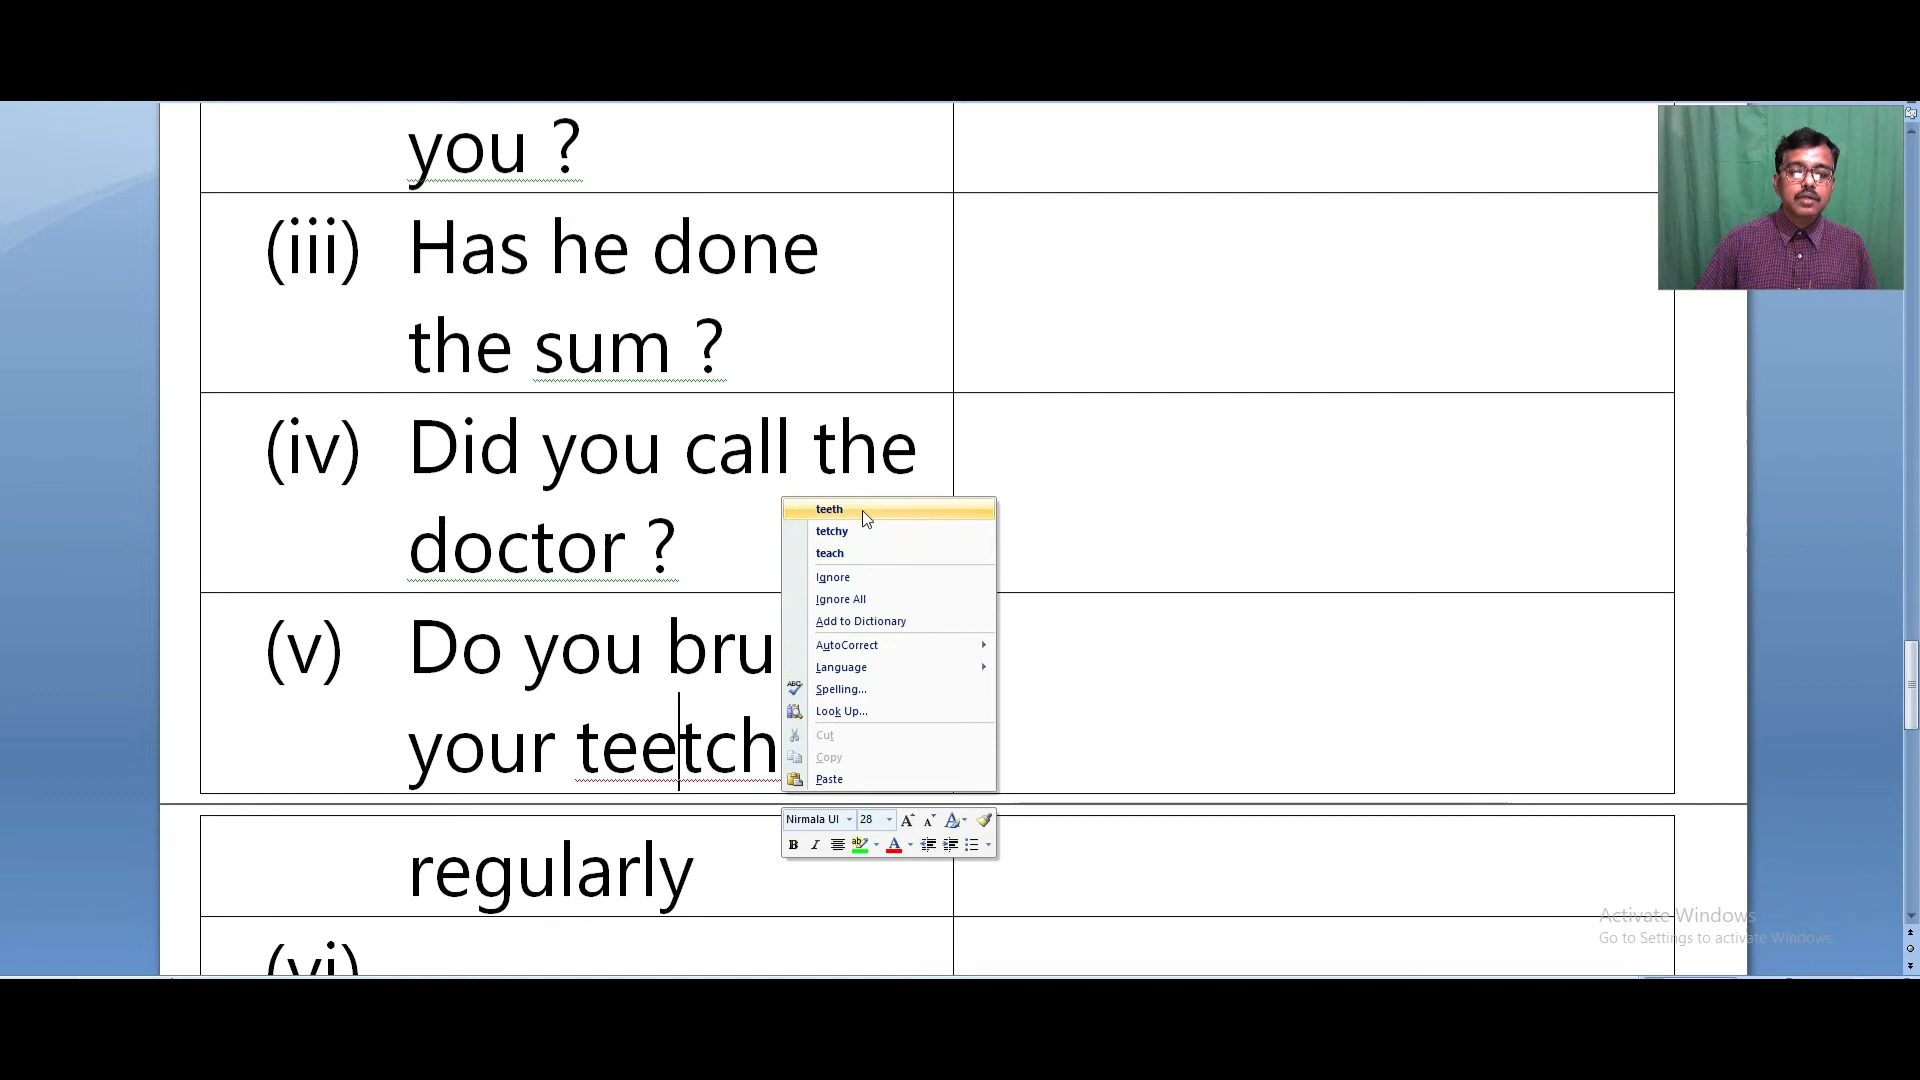 you ?
(iii) Has he done
the sum ?
(iv) Did you call the
doctor ?
(v) Do you bru
your teetch
regularly
(vi)
teeth
tetchy
teach
Ignore
Ignore All
Add to Dictionary
AutoCorrect
Language
Spelling...
Look Up...
Cut
Copy
Paste
Nirmala UI 28
Activate Windows
Go to Settings to activate Windows.